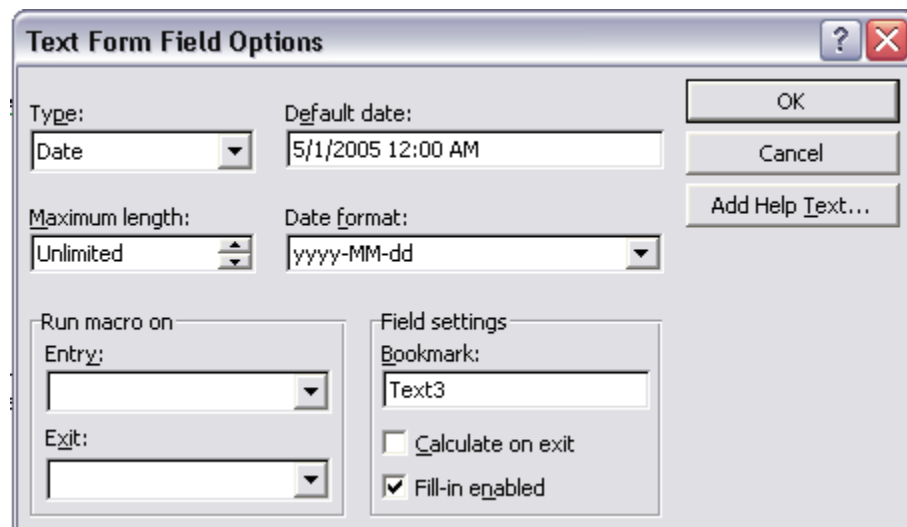 Text Form Field Options
Type:
Default date:
OK
Date
5/1/2005 12:00 AM
Cancel
Maximum length:
Date format:
Add Help Text...
Unlimited
yyyy-MM-dd
Run macro on
Field settings
Entry:
Bookmark:
Text3
Exit:
Calculate on exit
Fill-in enabled